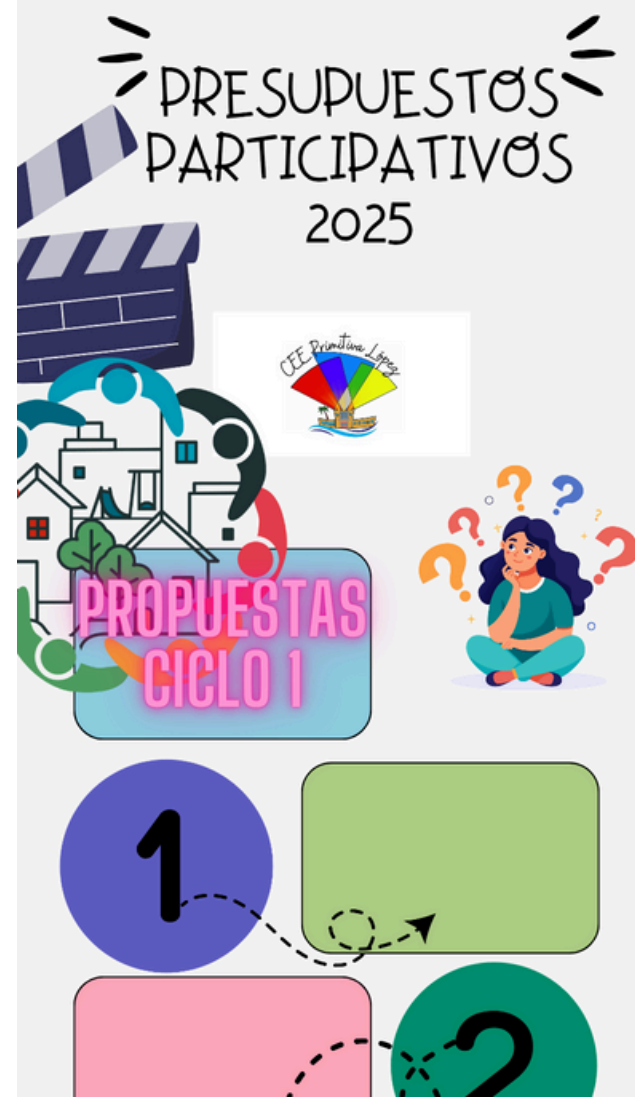 PRESUPUESTOS
PARTICIPATIVOS
2025
CEE Primitiva López
PROPUESTAS
CICLO 1
1
2